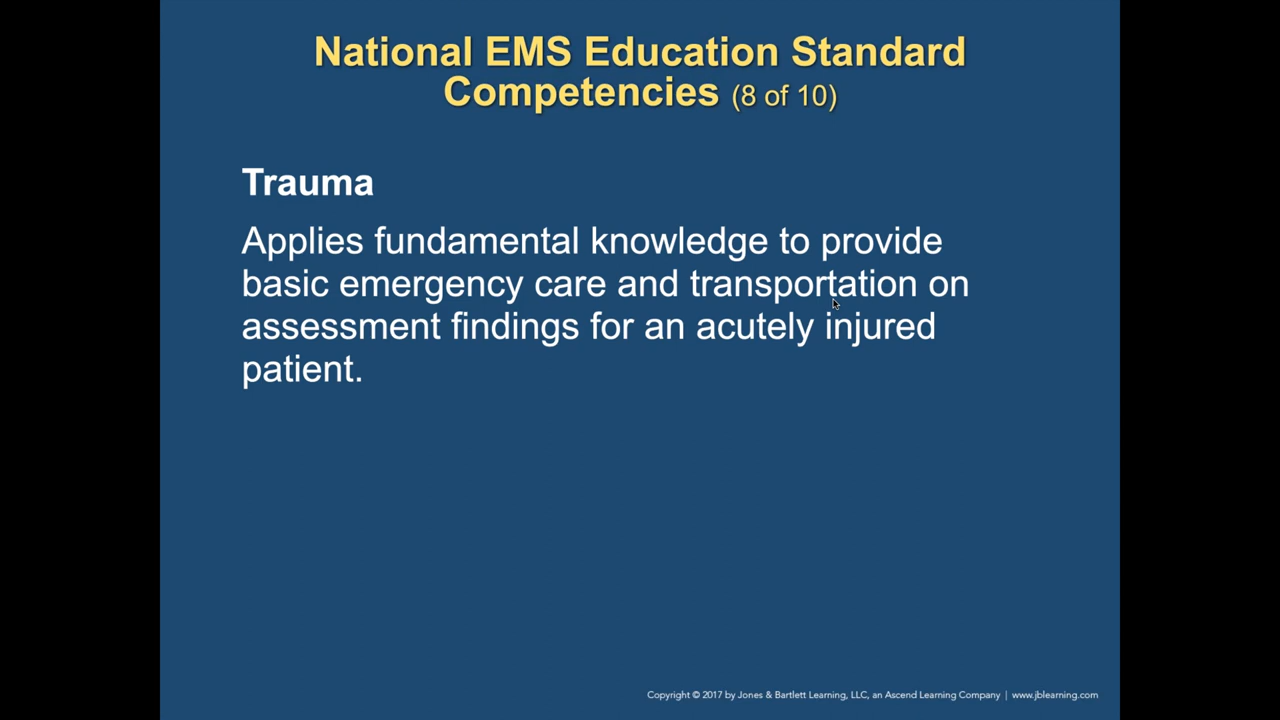 National EMS Education Standard
Competencies (8 of 10)
Trauma
Applies fundamental knowledge to provide
basic emergency care and transportation on
assessment findings for an acutely injured
patient.
Copyright © 2017 by Jones & Bartlett Learning, LLC, an Ascend Learning Company | www.jblearning.com